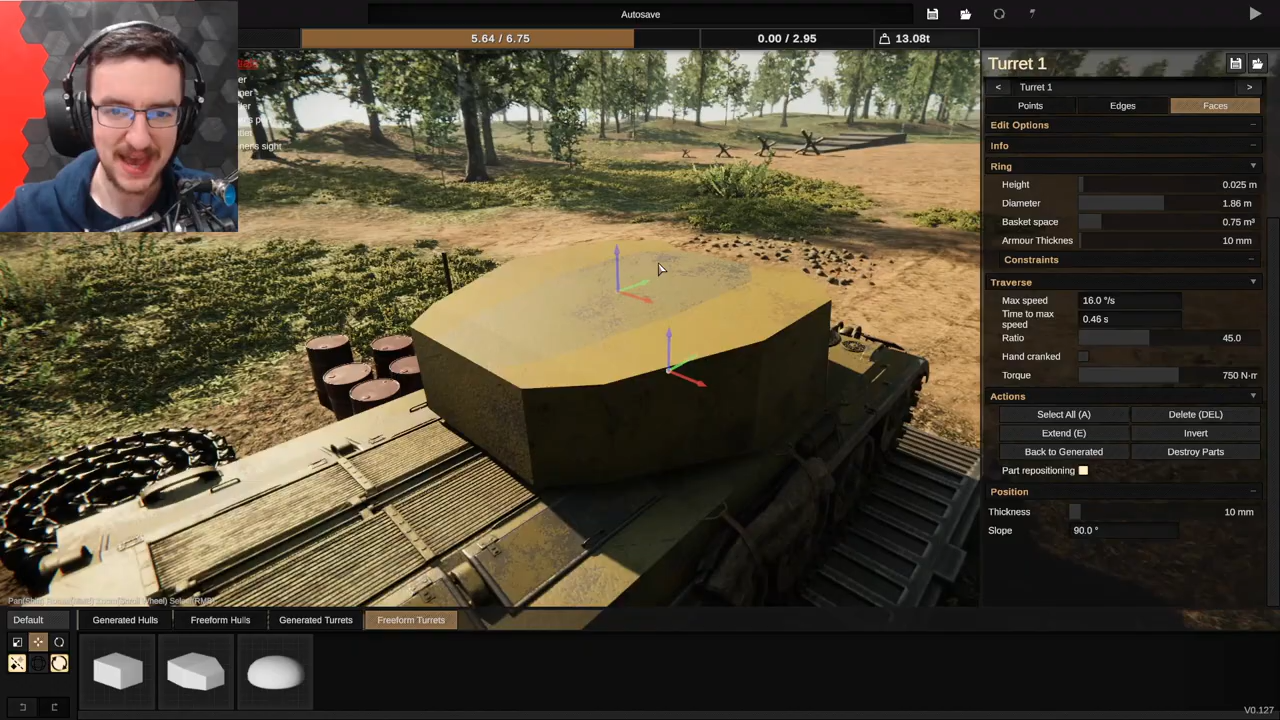 Autosave
5.64 / 6.75
0.00 / 2.95
13.08t
Turret 1
< Turret 1 >
Points Edges Faces
Edit Options
Info
Ring
Height 0.025 m
Diameter 1.86 m
Basket space 0.75 m³
Armour Thicknes 10 mm
Constraints
Traverse
Max speed 16.0 °/s
Time to max speed 0.46 s
Ratio 45.0
Hand cranked
Torque 750 N·m
Actions
Select All (A) Delete (DEL)
Extend (E) Invert
Back to Generated Destroy Parts
Part repositioning
Position
Thickness 10 mm
Slope 90.0 °
Default Generated Hulls Freeform Hulls Generated Turrets Freeform Turrets
V0.127